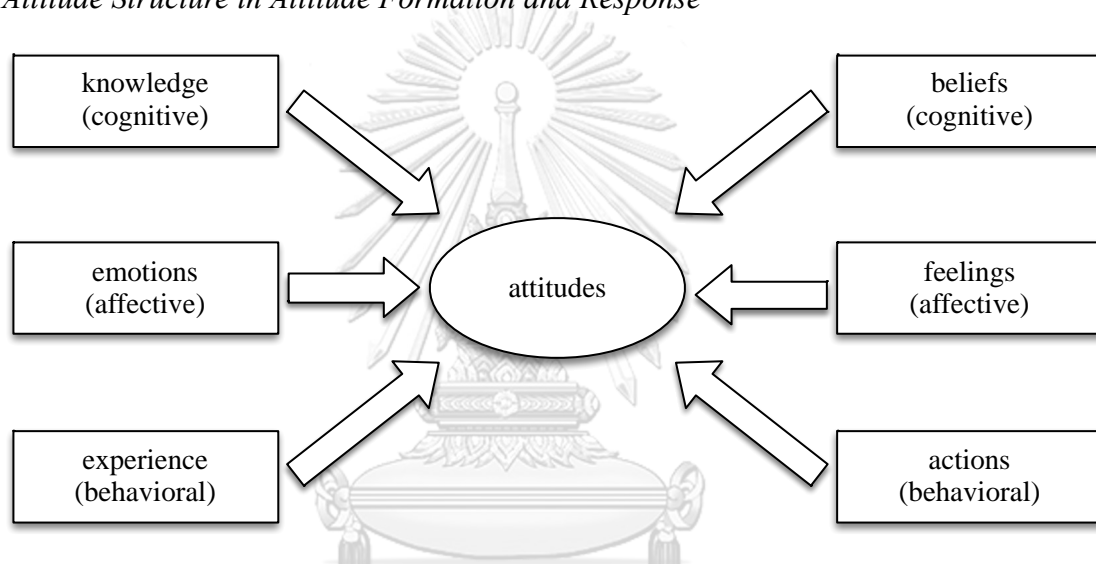 Attitude Structure in Attitude Formation and Response
knowledge
(cognitive)
beliefs
(cognitive)
emotions
(affective)
attitudes
feelings
(affective)
experience
(behavioral)
actions
(behavioral)